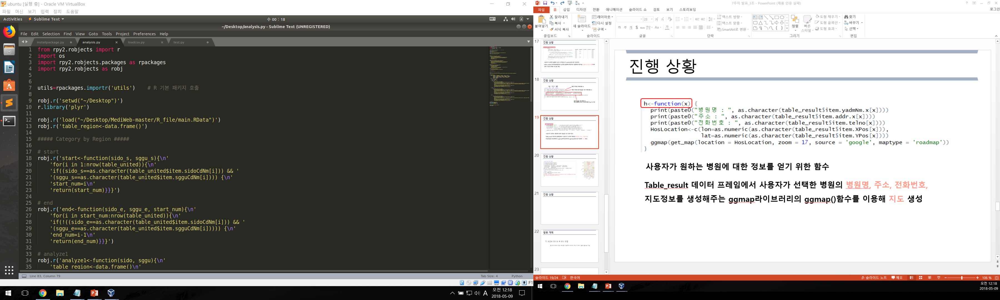 ubuntu [실행 중] - Oracle VM VirtualBox
파일 머신 보기 입력 장치 도움말
Activities Sublime Text 수 00 : 18
~/Desktop/analysis.py - Sublime Text (UNREGISTERED)
File Edit Selection Find View Goto Tools Project Preferences Help
installpackage.py analysis.py loadcsv.py test.py
1 from rpy2.robjects import r
2 import os
3 import rpy2.robjects.packages as rpackages
4 import rpy2.robjects as robj
5
6
7 utils=rpackages.importr('utils') # R 기본 패키지 호출
8
9 robj.r('setwd("~/Desktop")')
10 r.library('plyr')
11
12 robj.r('load("~/Desktop/MediWeb-master/R_file/main.RData")')
13 robj.r('table_region<-data.frame()')
14
15 ##### Category by Region #####
16
17 # start
18 robj.r('start<-function(sido_s, sggu_s){\n'
19 'for(i in 1:nrow(table_united)){\n'
20 'if((sido_s==as.character(table_united$item.sidoCdNm[i])) && '
21 '(sggu_s==as.character(table_united$item.sgguCdNm[i]))) {\n'
22 'start_num=i\n'
23 'return(start_num)}}}')
24
25 # end
26 robj.r('end<-function(sido_e, sggu_e, start_num){\n'
27 'for(i in start_num:nrow(table_united)){\n'
28 'if(!((sido_e==as.character(table_united$item.sidoCdNm[i])) && '
29 '(sggu_e==as.character(table_united$item.sgguCdNm[i])))) {\n'
30 'end_num=i-1\n'
31 'return(end_num)}}}')
32
33 # analyze1
34 robj.r('analyze1<-function(sido, sggu){\n'
35 'table_region<-data.frame()\n'
Line 83, Column 79 Tab Size: 4 Python
F1
A 오전 12:18
2018-05-09
7주차 발표_3조 - PowerPoint (제품 인증 실패)
파일 홈 삽입 디자인 전환 애니메이션 슬라이드 쇼 검토 보기 스토리보딩 로그인
붙여넣기 잘라내기 복사 서식 복사 클립보드
새 슬라이드 레이아웃 다시 설정 구역 슬라이드
28 글꼴
텍스트 방향 텍스트 맞춤 SmartArt로 변환 단락
정렬 빠른 스타일 도형 채우기 도형 윤곽선 도형 효과 그리기
찾기 바꾸기 선택 편집
17 진행 상황
18 진행 상황
19 진행 상황
20 진행 상황
21 진행 상황
22 향후 계획
23
진행 상황
h<-function(x) {
print(paste0("병원명 : ", as.character(table_result$item.yadmNm.x[x])))
print(paste0("주소 : ", as.character(table_result$item.addr.x[x])))
print(paste0("전화번호 : ", as.character(table_result$item.telno[x])))
HosLocation<-c(lon=as.numeric(as.character(table_result$item.XPos[x])),
lat=as.numeric(as.character(table_result$item.YPos[x])))
ggmap(get_map(location = HosLocation, zoom = 17, source = 'google', maptype = 'roadmap'))
}
사용자가 원하는 병원에 대한 정보를 얻기 위한 함수
Table_result 데이터 프레임에서 사용자가 선택한 병원의 병원명, 주소, 전화번호,
지도정보를 생성해주는 ggmap라이브러리의 ggmap()함수를 이용해 지도 생성
슬라이드 19/24 한국어 슬라이드 노트 메모 106 %
오전 12:18
2018-05-09